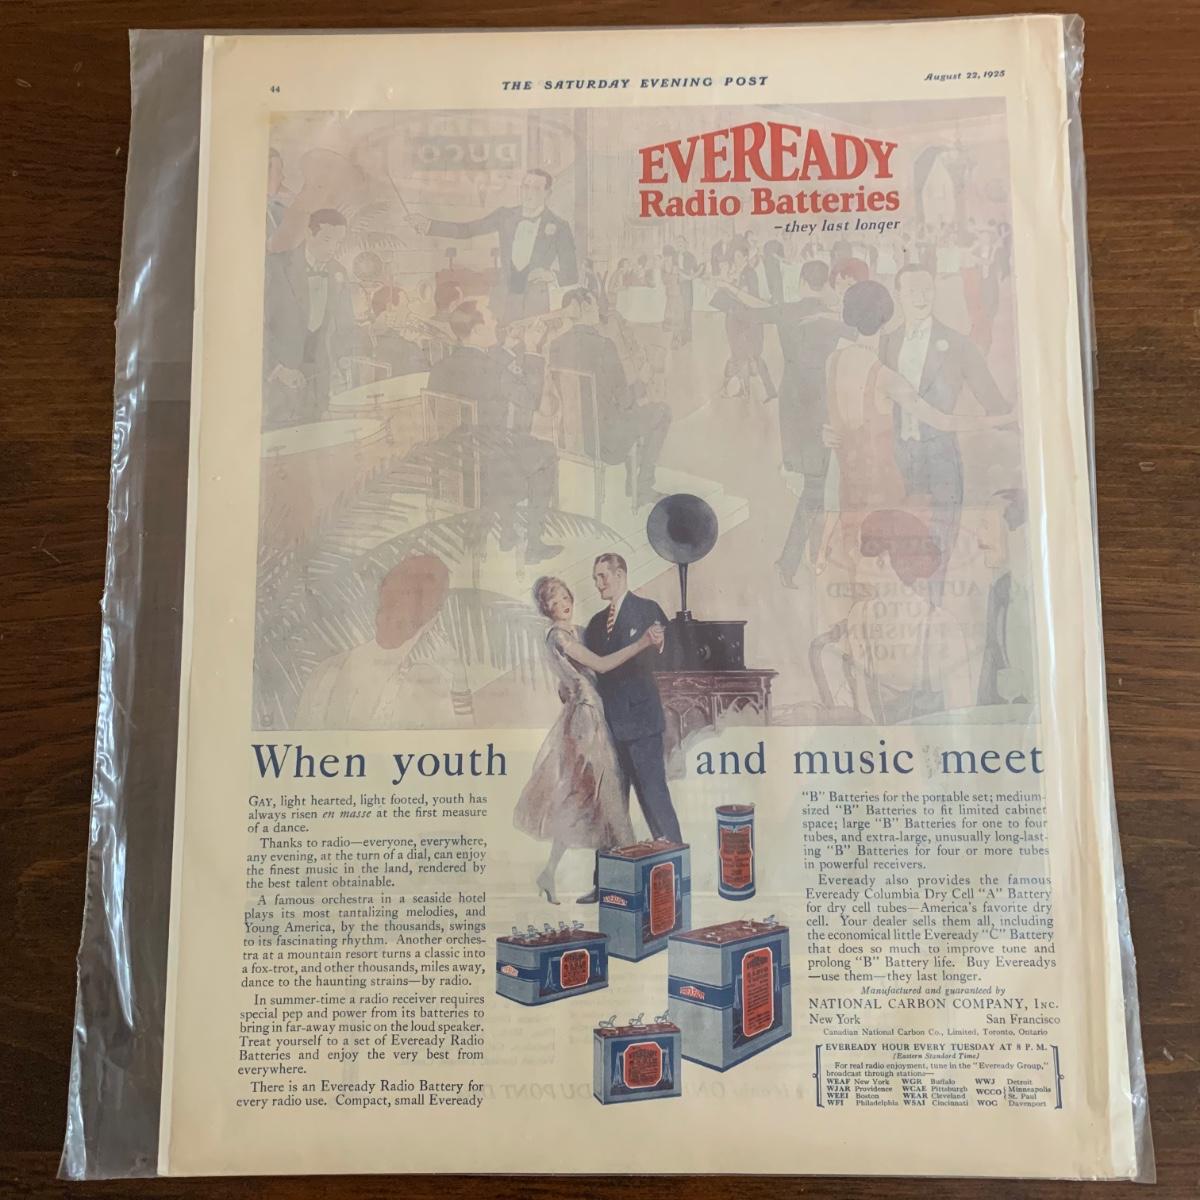 44
THE SATURDAY EVENING POST
August 22, 1925
EVEREADY
Radio Batteries
-they last longer
DUCO
AUTHORIZED
AUTO
REFINISHING
STATION
When youth and music meet
GAY, light hearted, light footed, youth has
always risen en masse at the first measure
of a dance.
Thanks to radio—everyone, everywhere,
any evening, at the turn of a dial, can enjoy
the finest music in the land, rendered by
the best talent obtainable.
A famous orchestra in a seaside hotel
plays its most tantalizing melodies, and
Young America, by the thousands, swings
to its fascinating rhythm. Another orches-
tra at a mountain resort turns a classic into
a fox-trot, and other thousands, miles away,
dance to the haunting strains—by radio.
In summer-time a radio receiver requires
special pep and power from its batteries to
bring in far-away music on the loud speaker.
Treat yourself to a set of Eveready Radio
Batteries and enjoy the very best from
everywhere.
There is an Eveready Radio Battery for
every radio use. Compact, small Eveready
"B" Batteries for the portable set; medium-
sized "B" Batteries to fit limited cabinet
space; large "B" Batteries for one to four
tubes, and extra-large, unusually long-last-
ing "B" Batteries for four or more tubes
in powerful receivers.
Eveready also provides the famous
Eveready Columbia Dry Cell "A" Battery
for dry cell tubes—America's favorite dry
cell. Your dealer sells them all, including
the economical little Eveready "C" Battery
that does so much to improve tone and
prolong "B" Battery life. Buy Evereadys
—use them—they last longer.
Manufactured and guaranteed by
NATIONAL CARBON COMPANY, INC.
New York San Francisco
Canadian National Carbon Co., Limited, Toronto, Ontario
EVEREADY HOUR EVERY TUESDAY AT 8 P. M.
(Eastern Standard Time)
For real radio enjoyment, tune in the "Eveready Group,"
broadcast through stations—
WEAF New York WGR Buffalo WWJ Detroit
WJAR Providence WCAE Pittsburgh WCCO Minneapolis
WEEI Boston WEAR Cleveland St. Paul
WFI Philadelphia WSAI Cincinnati WOC Davenport
EVEREADY
EVEREADY
EVEREADY
EVEREADY
DU PONT